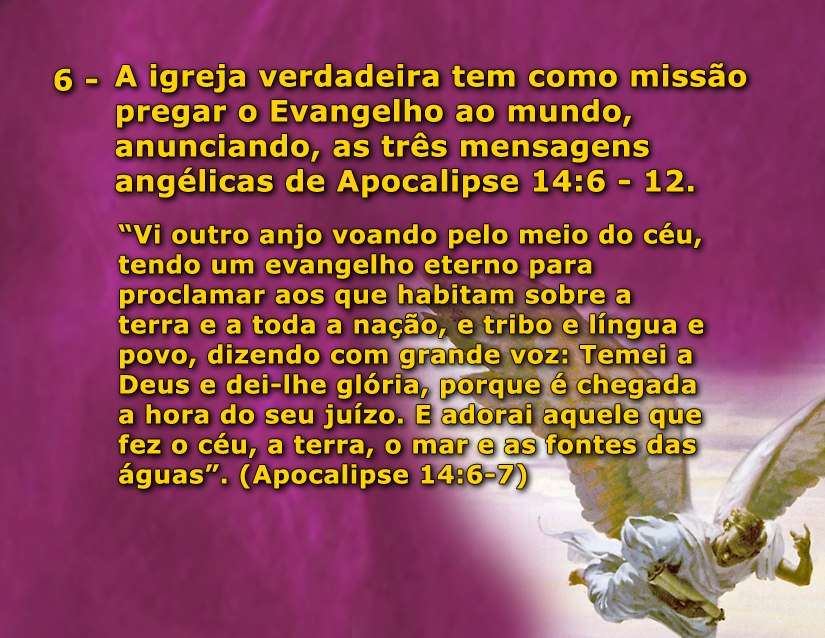 6 - A igreja verdadeira tem como missão
pregar o Evangelho ao mundo,
anunciando, as três mensagens
angélicas de Apocalipse 14:6 - 12.
“Vi outro anjo voando pelo meio do céu,
tendo um evangelho eterno para
proclamar aos que habitam sobre a
terra e a toda a nação, e tribo e língua e
povo, dizendo com grande voz: Temei a
Deus e dei-lhe glória, porque é chegada
a hora do seu juízo. E adorai aquele que
fez o céu, a terra, o mar e as fontes das
águas”. (Apocalipse 14:6-7)